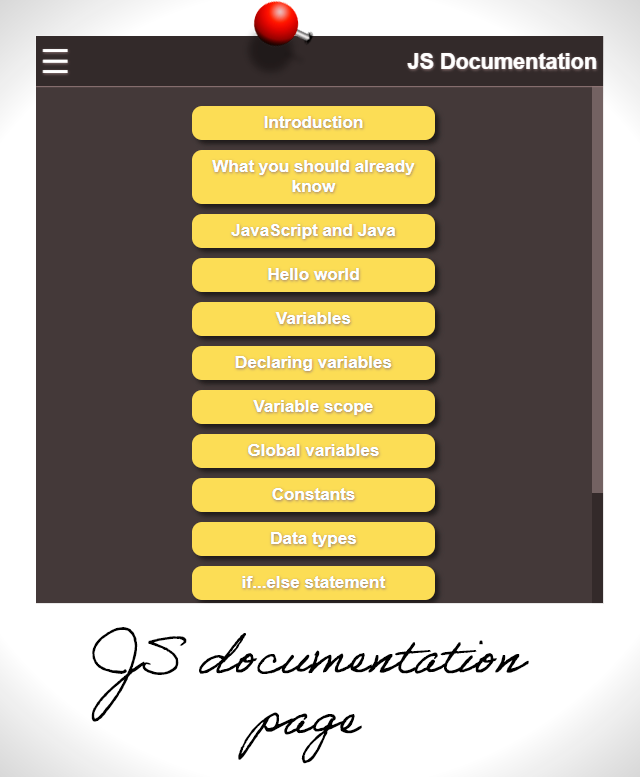 JS Documentation
Introduction
What you should already
know
JavaScript and Java
Hello world
Variables
Declaring variables
Variable scope
Global variables
Constants
Data types
if...else statement
JS documentation
page